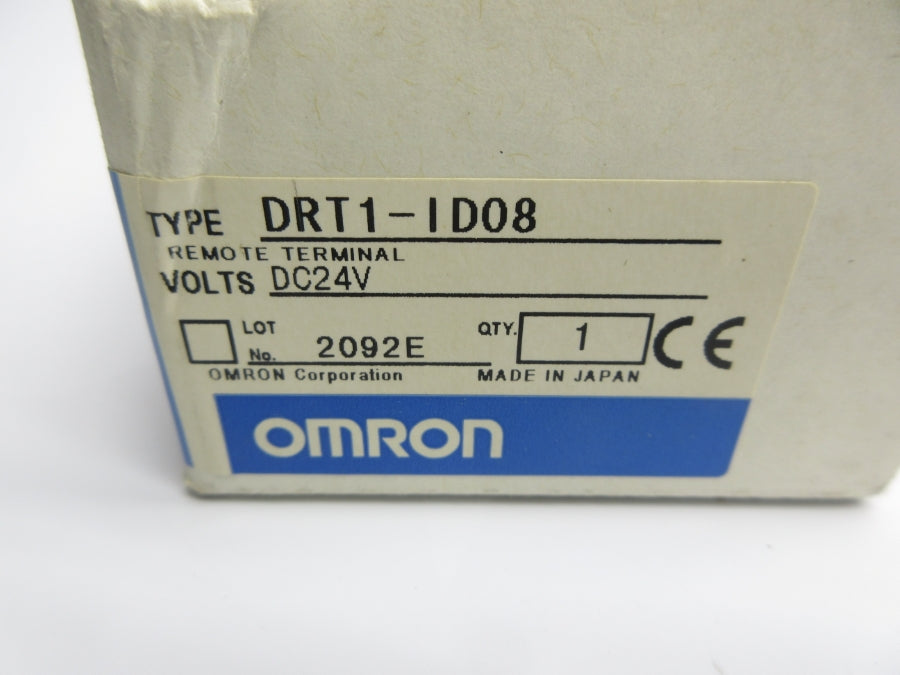 TYPE DRT1-ID08
REMOTE TERMINAL
VOLTS DC24V
LOT No. 2092E QTY. 1 CE
OMRON Corporation MADE IN JAPAN
OMRON